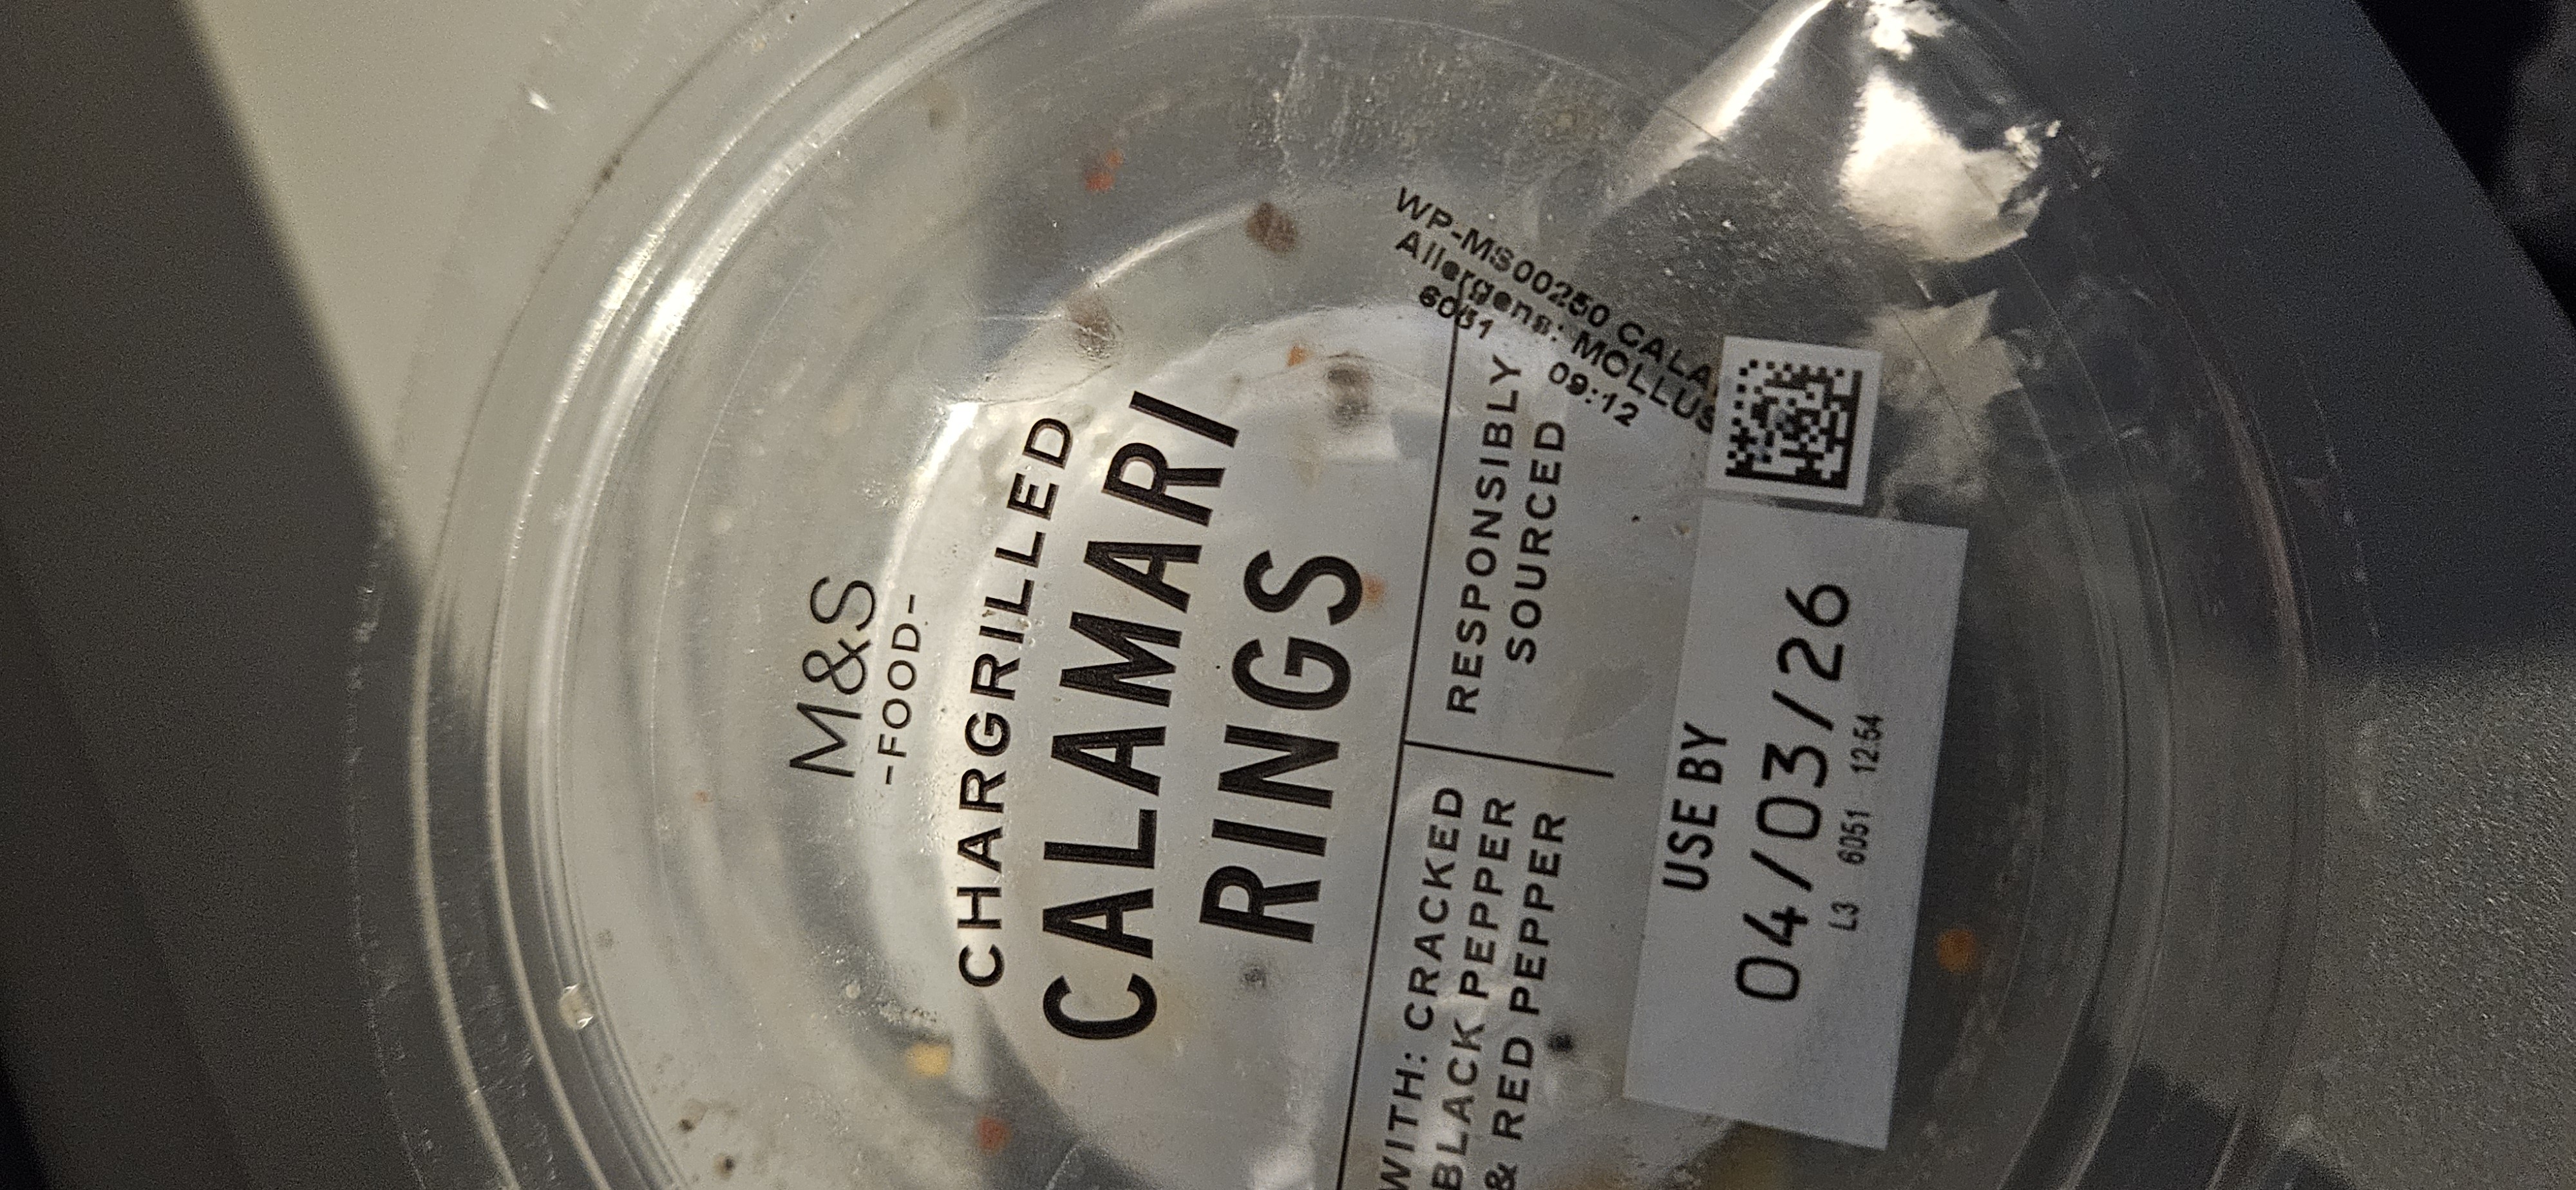 M&S
-FOOD-
CHARGRILLED
CALAMARI
RINGS
WITH: CRACKED
BLACK PEPPER
& RED PEPPER
RESPONSIBLY
SOURCED
WP-MS00250 CALA
Allergens: MOLLUS
6051 09:12
USE BY
04/03/26
L3 6051 12:54